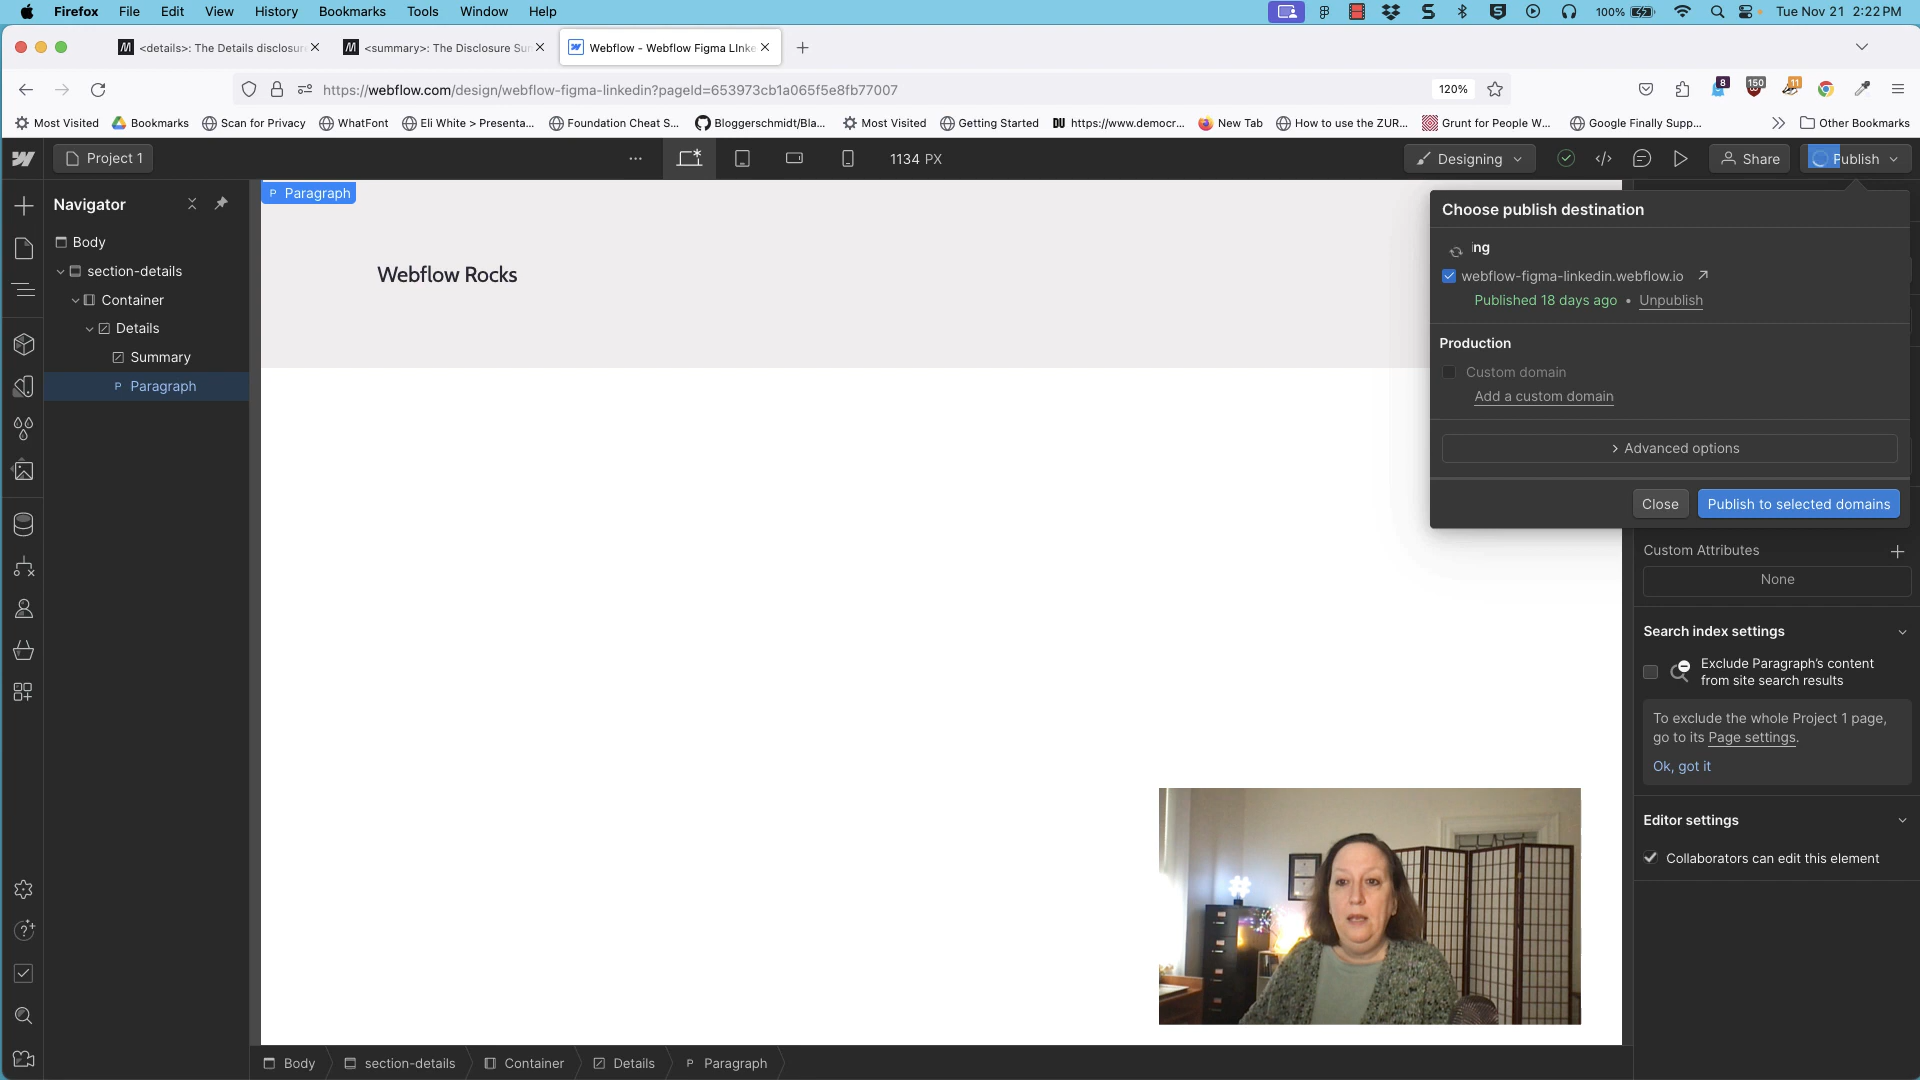 Firefox File Edit View History Bookmarks Tools Window Help
100% Tue Nov 21 2:22 PM
<details>: The Details disclosur
<summary>: The Disclosure Su
Webflow - Webflow Figma LInke
https://webflow.com/design/webflow-figma-linkedin?pageId=653973cb1a065f5e8fb77007
120%
8
150
11
Most Visited
Bookmarks
Scan for Privacy
WhatFont
Eli White > Presenta...
Foundation Cheat S...
Bloggerschmidt/Bla...
Most Visited
Getting Started
DU https://www.democr...
New Tab
How to use the ZUR...
Grunt for People W...
Google Finally Supp...
Other Bookmarks
Project 1
1134 PX
Designing
Share
Publish
Navigator
Body
section-details
Container
Details
Summary
P Paragraph
P Paragraph
Webflow Rocks
Choose publish destination
ing
webflow-figma-linkedin.webflow.io
Published 18 days ago • Unpublish
Production
Custom domain
Add a custom domain
Advanced options
Close
Publish to selected domains
Custom Attributes
None
Search index settings
Exclude Paragraph's content
from site search results
To exclude the whole Project 1 page,
go to its Page settings.
Ok, got it
Editor settings
Collaborators can edit this element
Body
section-details
Container
Details
P Paragraph